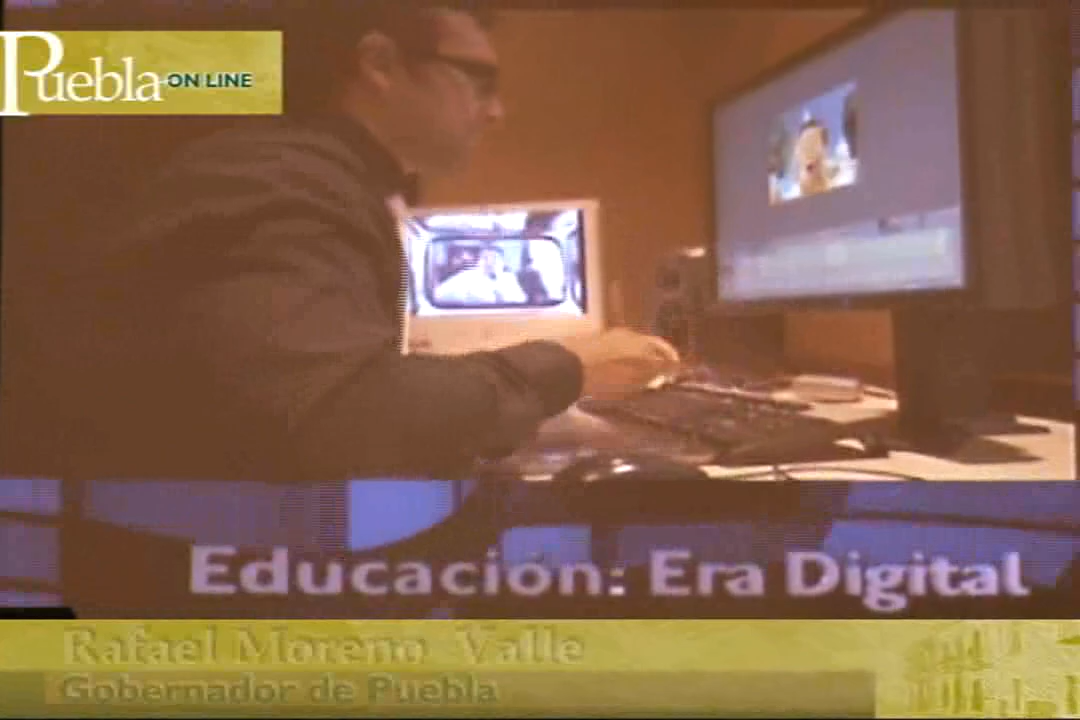 Puebla ON LINE
Educación: Era Digital
Rafael Moreno Valle
Gobernador de Puebla